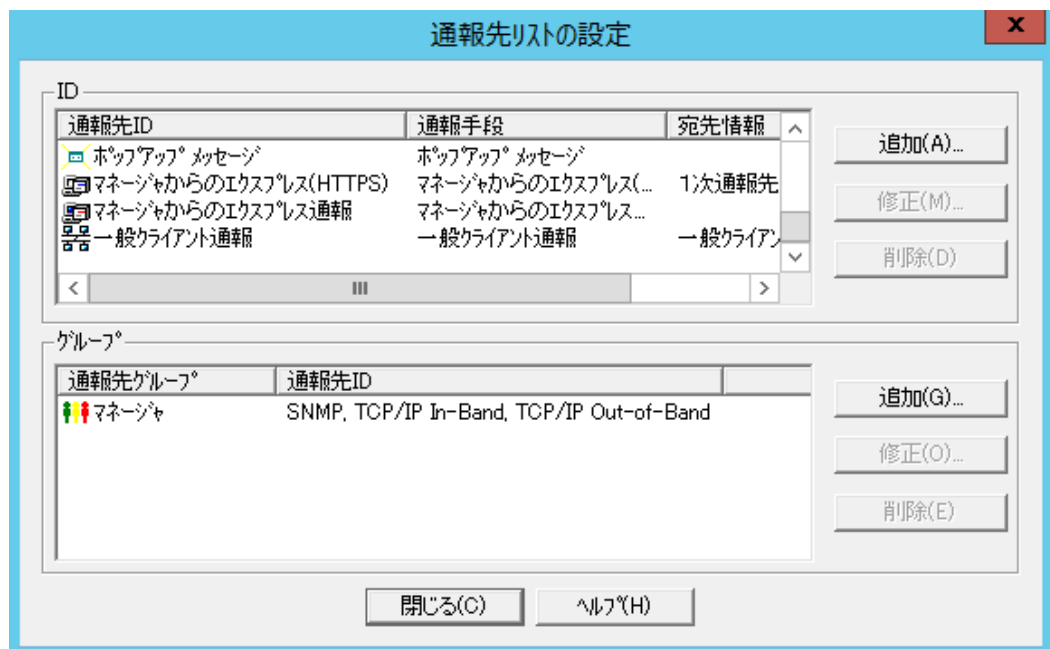 通報先ﾘｽﾄの設定
x
ID
通報先ID 通報手段 宛先情報
ﾎﾟｯﾌﾟｱｯﾌﾟ ﾒｯｾｰｼﾞ ﾎﾟｯﾌﾟｱｯﾌﾟ ﾒｯｾｰｼﾞ
ﾏﾈｰｼﾞｬからのｴｸｽﾌﾟﾚｽ(HTTPS) ﾏﾈｰｼﾞｬからのｴｸｽﾌﾟﾚｽ(... 1次通報先
ﾏﾈｰｼﾞｬからのｴｸｽﾌﾟﾚｽ通報 ﾏﾈｰｼﾞｬからのｴｸｽﾌﾟﾚｽ...
一般ｸﾗｲｱﾝﾄ通報 一般ｸﾗｲｱﾝﾄ通報 一般ｸﾗｲｱﾝ
追加(A)...
修正(M)...
削除(D)
ｸﾞﾙｰﾌﾟ
通報先ｸﾞﾙｰﾌﾟ 通報先ID
ﾏﾈｰｼﾞｬ SNMP, TCP/IP In-Band, TCP/IP Out-of-Band
追加(G)...
修正(O)...
削除(E)
閉じる(C) ﾍﾙﾌﾟ(H)